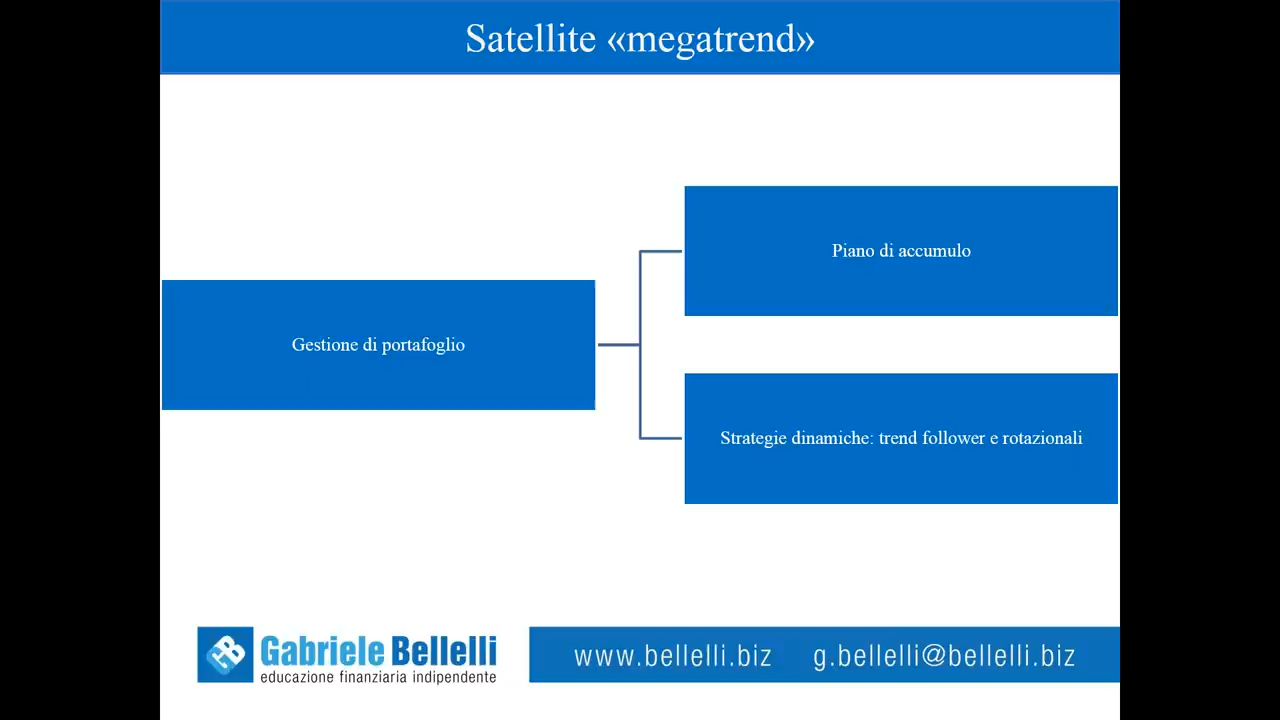 Satellite «megatrend»
Gestione di portafoglio
Piano di accumulo
Strategie dinamiche: trend follower e rotazionali
Gabriele Bellelli
educazione finanziaria indipendente
www.bellelli.biz g.bellelli@bellelli.biz